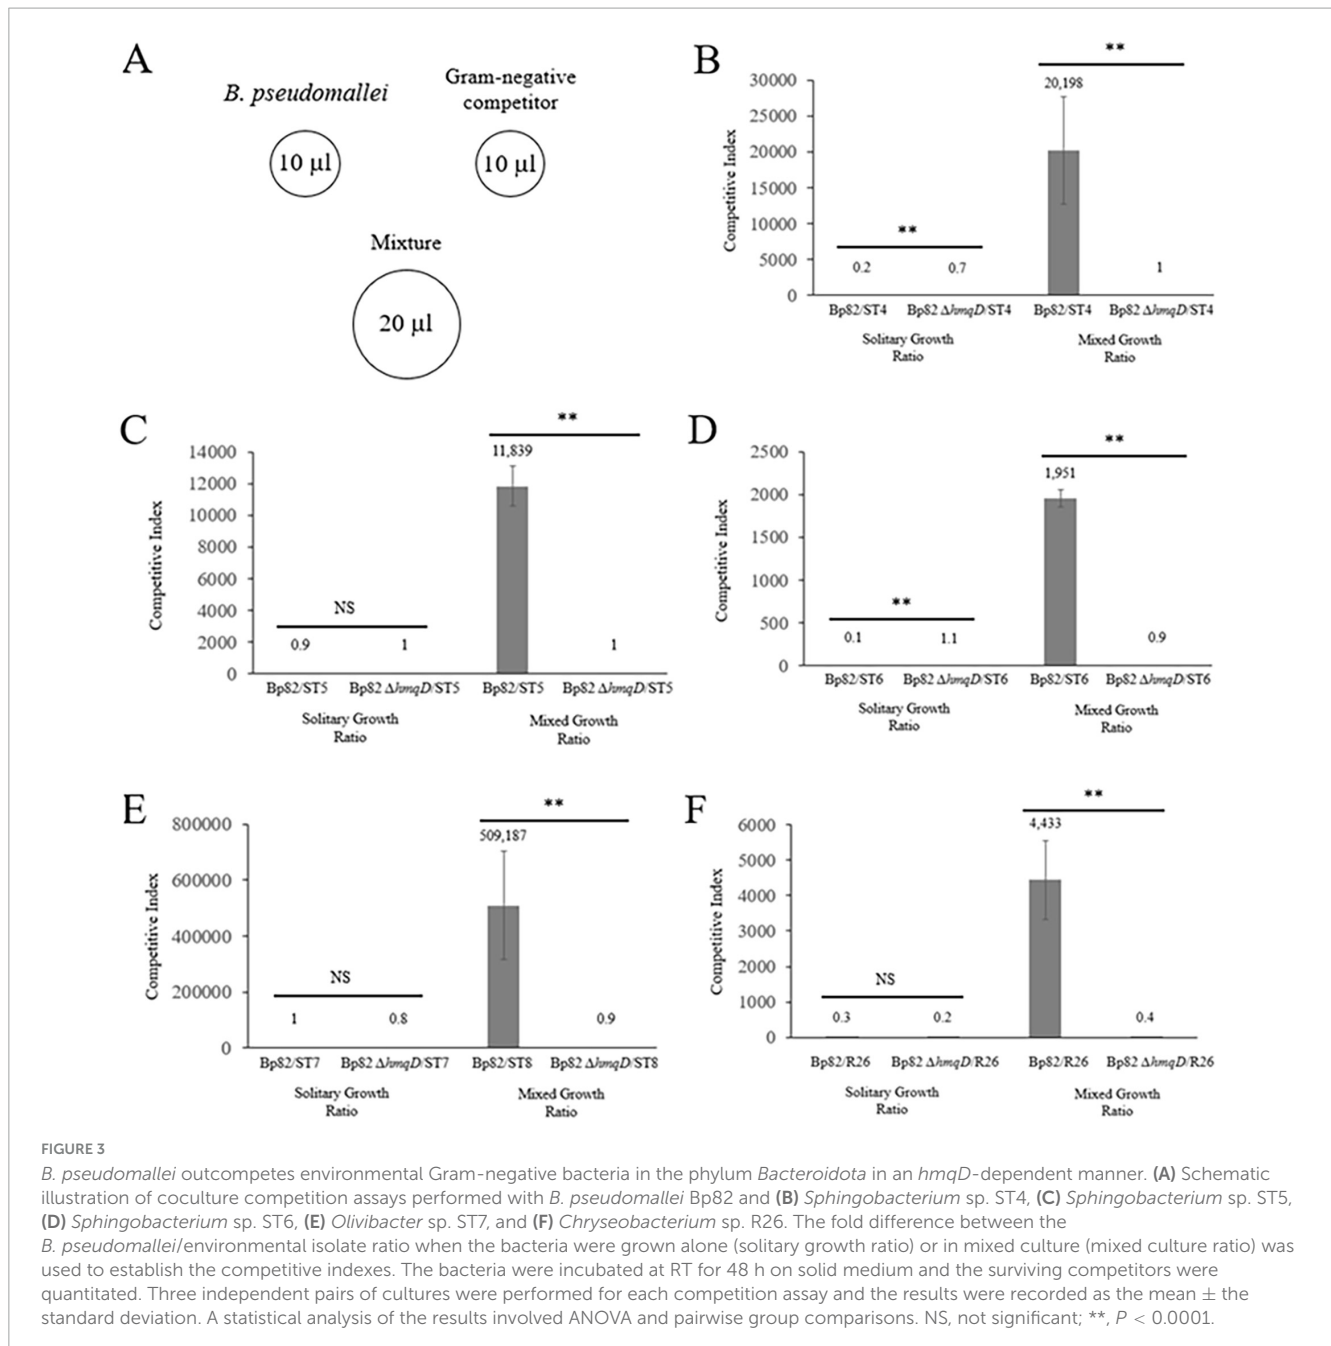 A
B. pseudomallei
Gram-negative
competitor
10 µl
10 µl
Mixture
20 µl
B
**
30000
20,198
25000
20000
15000
10000
5000
0
Competitive Index
**
0.2
0.7
1
Bp82/ST4
Bp82 ΔhmqD/ST4
Bp82/ST4
Bp82 ΔhmqD/ST4
Solitary Growth
Ratio
Mixed Growth
Ratio
C
**
14000
11,839
12000
10000
8000
6000
4000
2000
0
Competitive Index
NS
0.9
1
1
Bp82/ST5
Bp82 ΔhmqD/ST5
Bp82/ST5
Bp82 ΔhmqD/ST5
Solitary Growth
Ratio
Mixed Growth
Ratio
D
**
2500
1,951
2000
1500
1000
500
0
Competitive Index
**
0.1
1.1
0.9
Bp82/ST6
Bp82 ΔhmqD/ST6
Bp82/ST6
Bp82 ΔhmqD/ST6
Solitary Growth
Ratio
Mixed Growth
Ratio
E
**
800000
509,187
600000
400000
200000
0
Competitive Index
NS
1
0.8
0.9
Bp82/ST7
Bp82 ΔhmqD/ST7
Bp82/ST8
Bp82 ΔhmqD/ST8
Solitary Growth
Ratio
Mixed Growth
Ratio
F
**
6000
4,433
5000
4000
3000
2000
1000
0
Competitive Index
NS
0.3
0.2
0.4
Bp82/R26
Bp82 ΔhmqD/R26
Bp82/R26
Bp82 ΔhmqD/R26
Solitary Growth
Ratio
Mixed Growth
Ratio
FIGURE 3
B. pseudomallei outcompetes environmental Gram-negative bacteria in the phylum Bacteroidota in an hmqD-dependent manner. (A) Schematic
illustration of coculture competition assays performed with B. pseudomallei Bp82 and (B) Sphingobacterium sp. ST4, (C) Sphingobacterium sp. ST5,
(D) Sphingobacterium sp. ST6, (E) Olivibacter sp. ST7, and (F) Chryseobacterium sp. R26. The fold difference between the
B. pseudomallei/environmental isolate ratio when the bacteria were grown alone (solitary growth ratio) or in mixed culture (mixed culture ratio) was
used to establish the competitive indexes. The bacteria were incubated at RT for 48 h on solid medium and the surviving competitors were
quantitated. Three independent pairs of cultures were performed for each competition assay and the results were recorded as the mean ± the
standard deviation. A statistical analysis of the results involved ANOVA and pairwise group comparisons. NS, not significant; **, P < 0.0001.